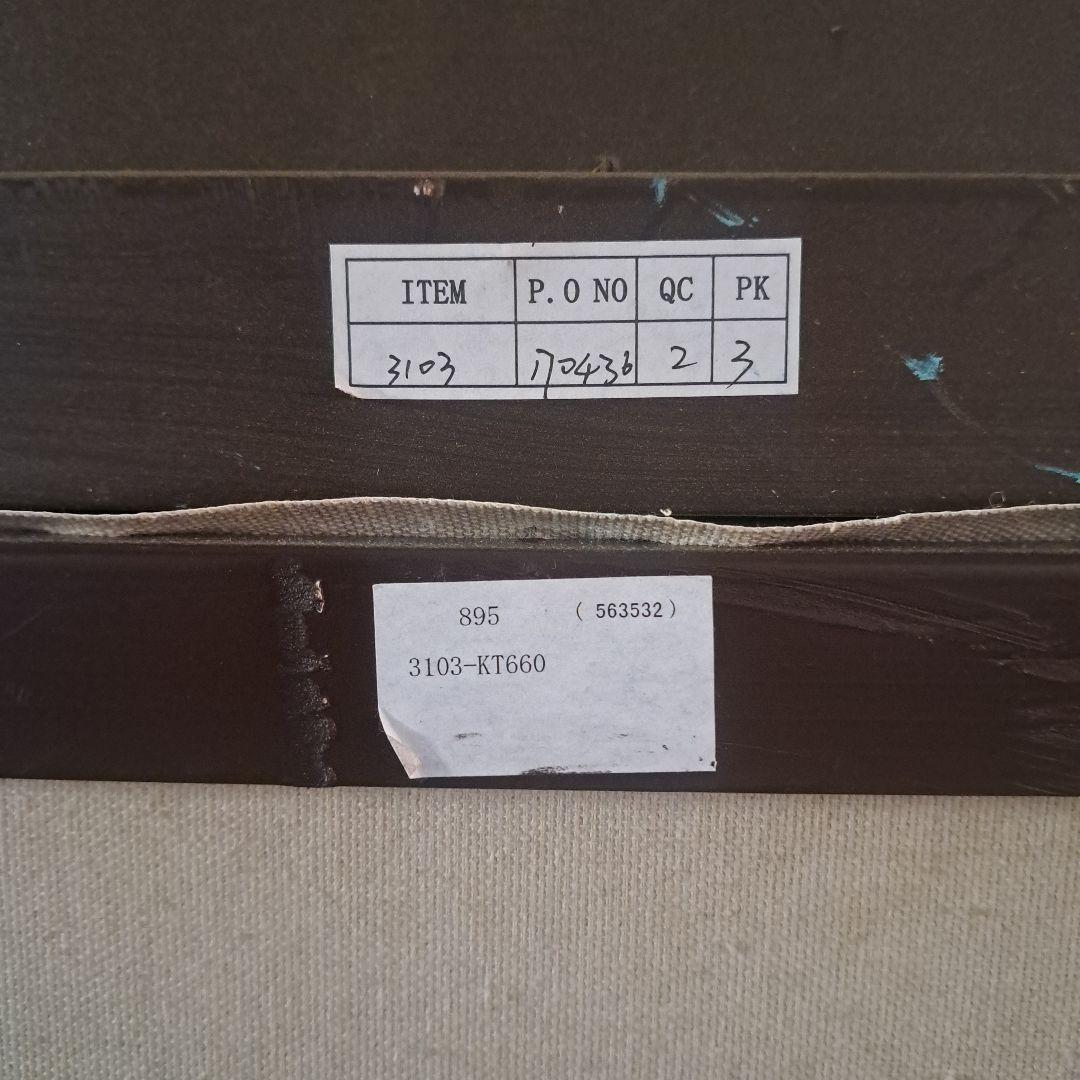 ITEM P.O NO QC PK
3103 170436 2 3
895 ( 563532 )
3103-KT660